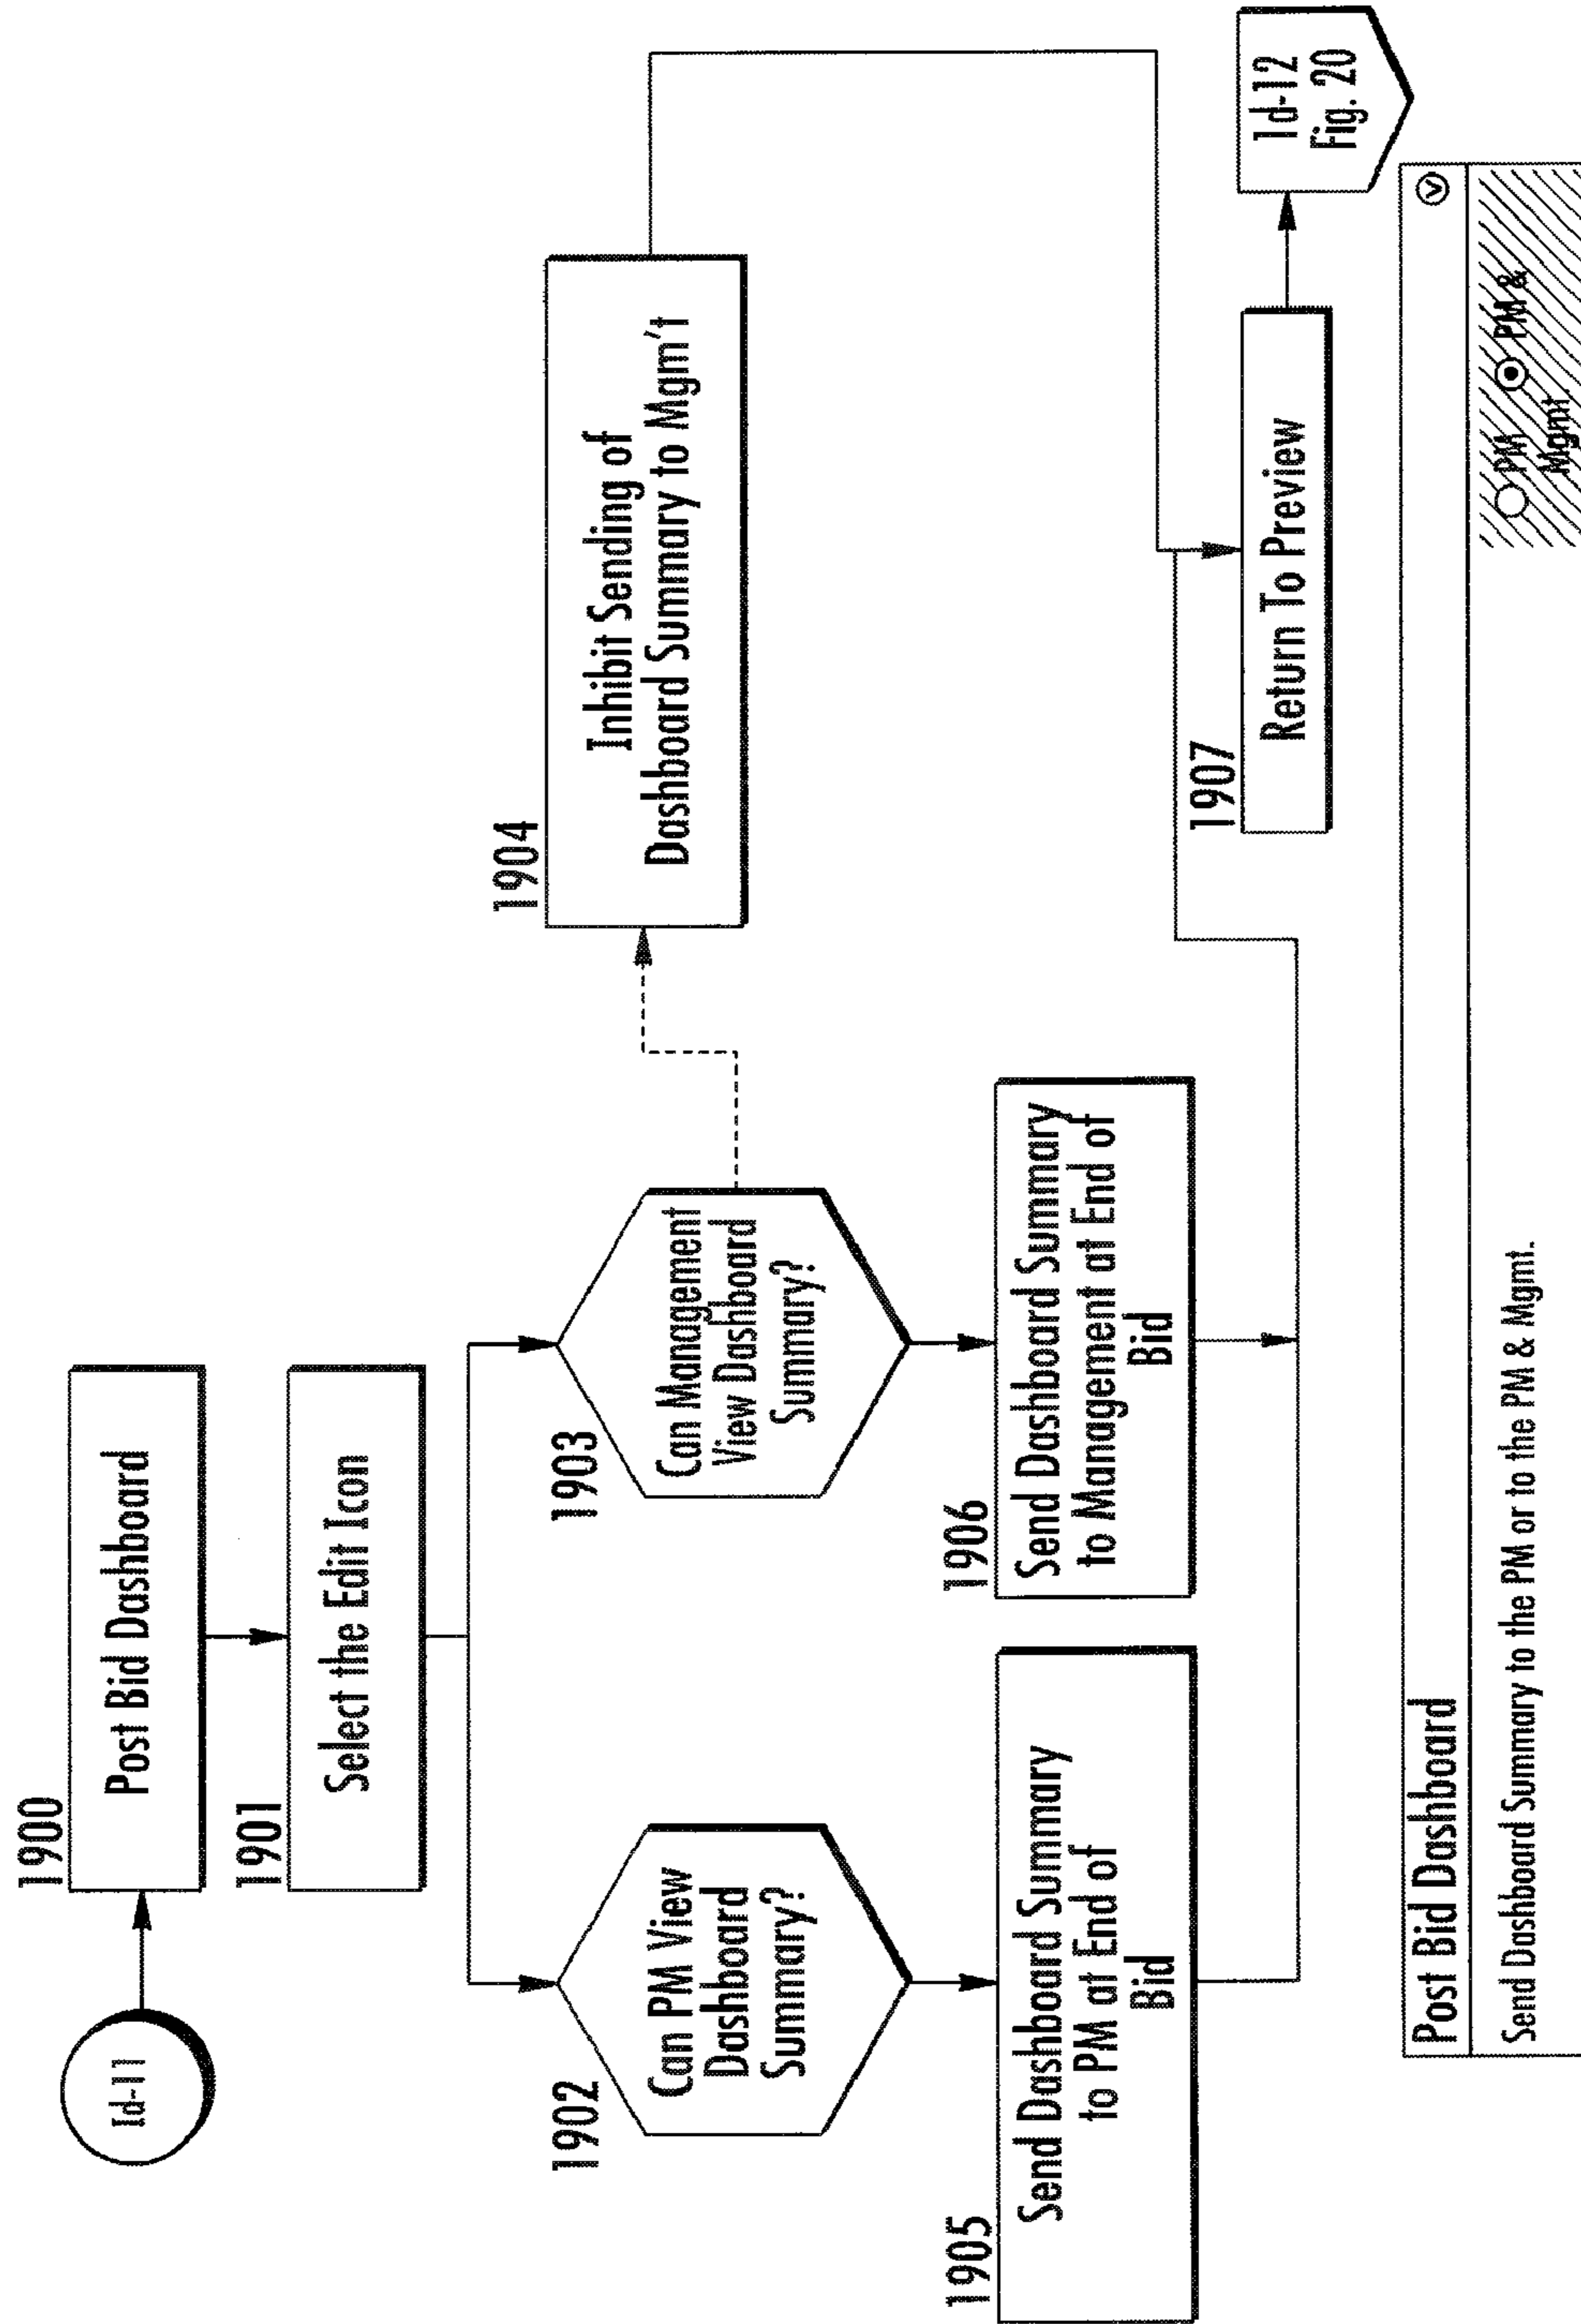 Id-11
1900
Post Bid Dashboard
1901
Select the Edit Icon
1902
Can PM View
Dashboard
Summary?
1903
Can Management
View Dashboard
Summary?
1904
Inhibit Sending of
Dashboard Summary to Mgm't
1905
Send Dashboard Summary
to PM at End of
Bid
1906
Send Dashboard Summary
to Management at End of
Bid
1907
Return To Preview
1d-12
Fig. 20
Post Bid Dashboard
Send Dashboard Summary to the PM or to the PM & Mgmt.
PM PM &
Mgmt.